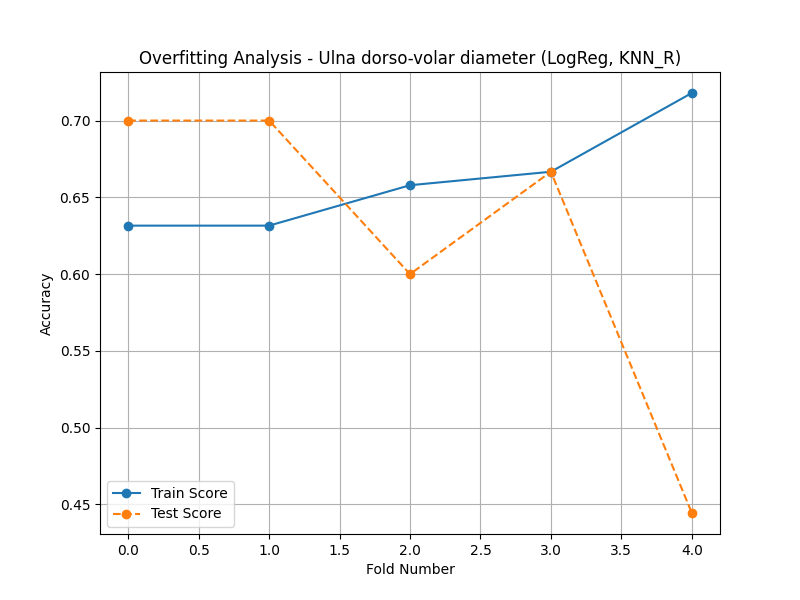 Overfitting Analysis - Ulna dorso-volar diameter (LogReg, KNN_R)
0.70
0.65
0.60
0.55
0.50
0.45
Accuracy
Train Score
Test Score
0.0 0.5 1.0 1.5 2.0 2.5 3.0 3.5 4.0
Fold Number